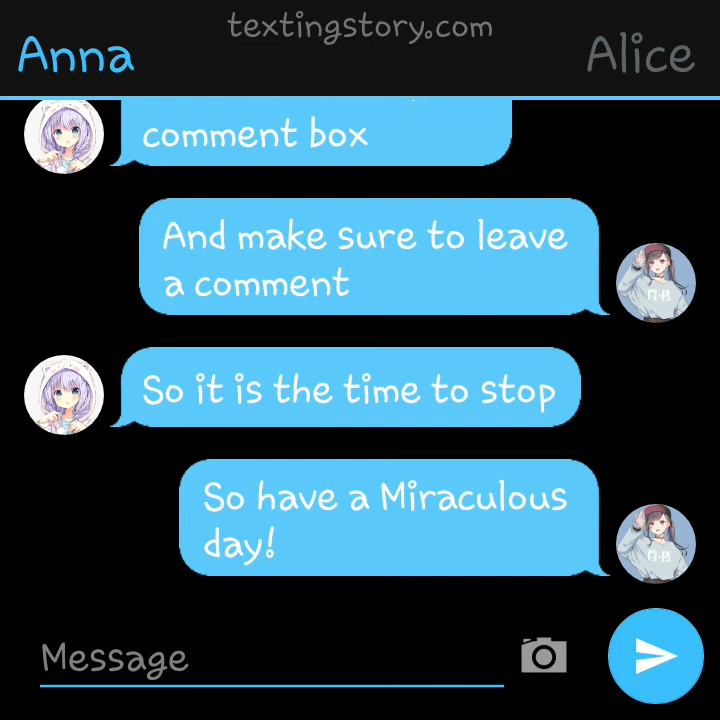 textingstory.com
Anna
Alice
comment box
And make sure to leave
a comment
So it is the time to stop
So have a Miraculous
day!
Message